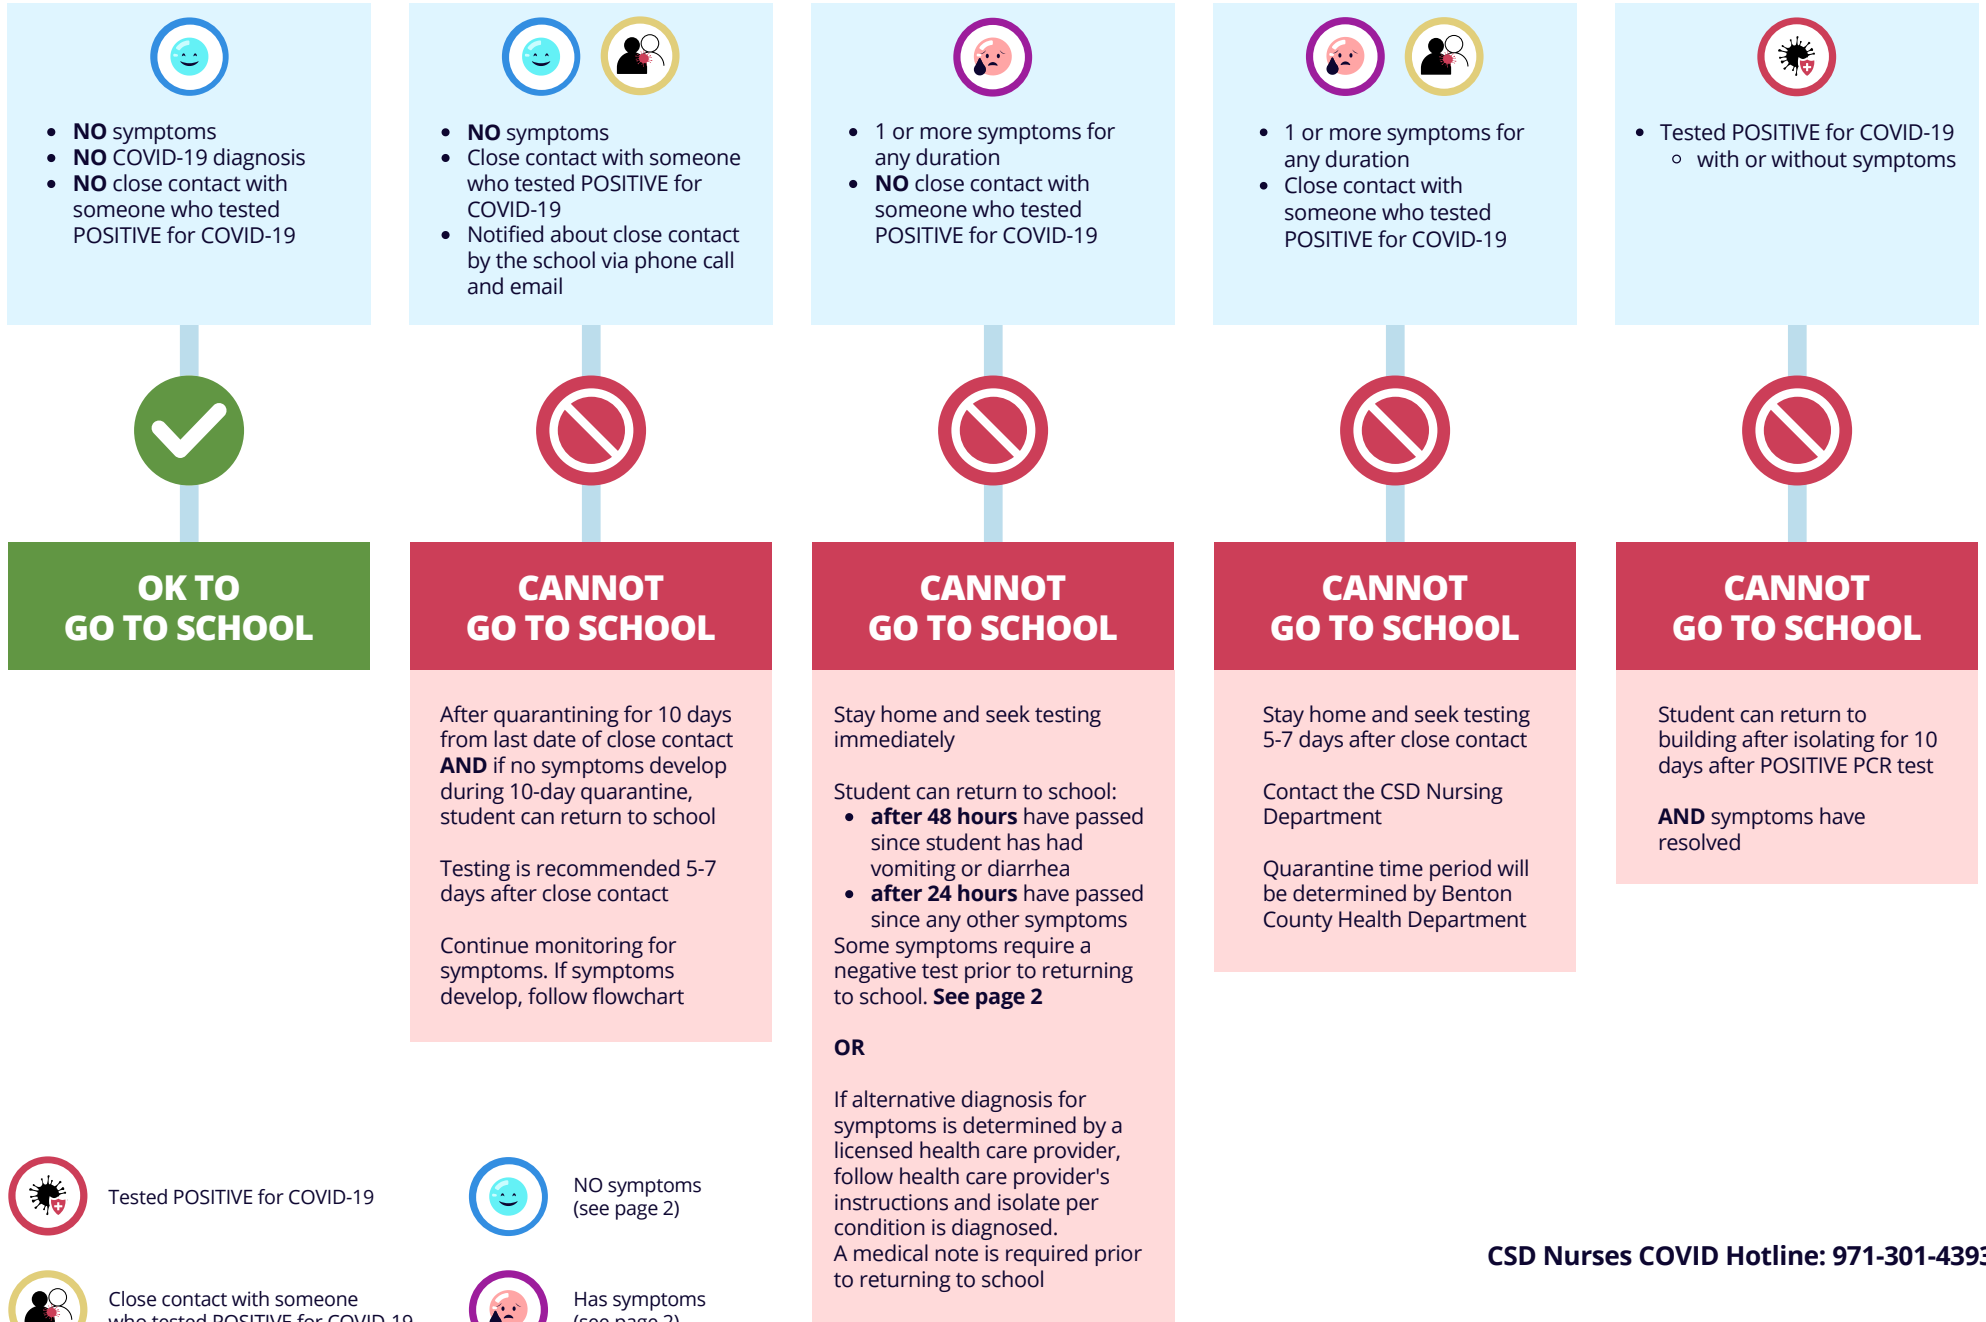 • NO symptoms
• NO COVID-19 diagnosis
• NO close contact with
someone who tested
POSITIVE for COVID-19
OK TO
GO TO SCHOOL
• NO symptoms
• Close contact with someone
who tested POSITIVE for
COVID-19
• Notified about close contact
by the school via phone call
and email
CANNOT
GO TO SCHOOL
After quarantining for 10 days
from last date of close contact
AND if no symptoms develop
during 10-day quarantine,
student can return to school
Testing is recommended 5-7
days after close contact
Continue monitoring for
symptoms. If symptoms
develop, follow flowchart
• 1 or more symptoms for
any duration
• NO close contact with
someone who tested
POSITIVE for COVID-19
CANNOT
GO TO SCHOOL
Stay home and seek testing
immediately
Student can return to school:
• after 48 hours have passed
since student has had
vomiting or diarrhea
• after 24 hours have passed
since any other symptoms
Some symptoms require a
negative test prior to returning
to school. See page 2
OR
If alternative diagnosis for
symptoms is determined by a
licensed health care provider,
follow health care provider's
instructions and isolate per
condition is diagnosed.
A medical note is required prior
to returning to school
• 1 or more symptoms for
any duration
• Close contact with
someone who tested
POSITIVE for COVID-19
CANNOT
GO TO SCHOOL
Stay home and seek testing
5-7 days after close contact
Contact the CSD Nursing
Department
Quarantine time period will
be determined by Benton
County Health Department
• Tested POSITIVE for COVID-19
◦ with or without symptoms
CANNOT
GO TO SCHOOL
Student can return to
building after isolating for 10
days after POSITIVE PCR test
AND symptoms have
resolved
Tested POSITIVE for COVID-19
Close contact with someone
who tested POSITIVE for COVID-19
NO symptoms
(see page 2)
Has symptoms
(see page 2)
CSD Nurses COVID Hotline: 971-301-4393